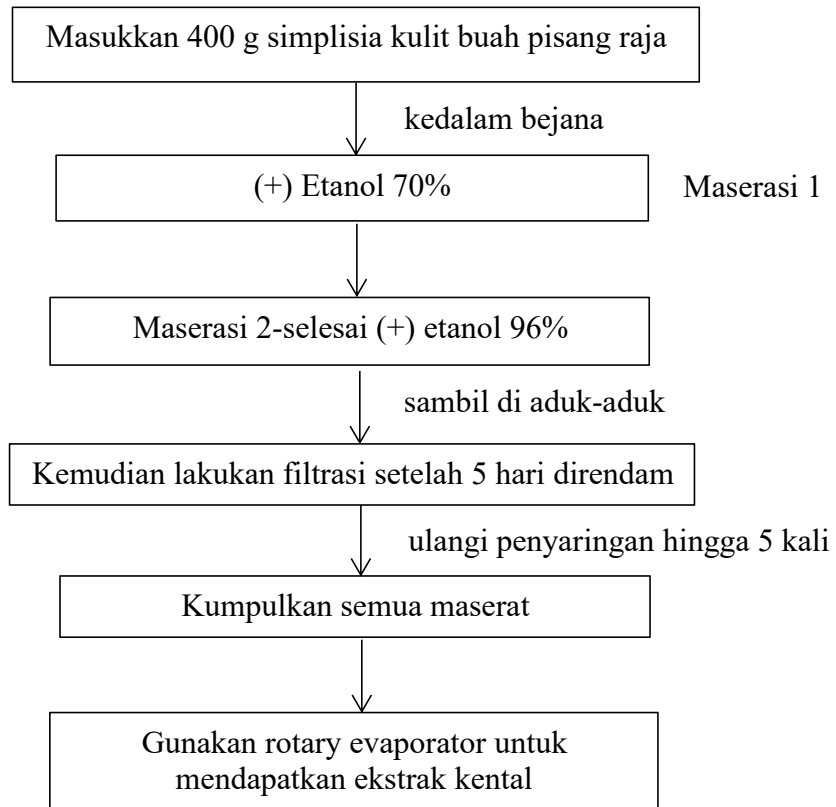 Masukkan 400 g simplisia kulit buah pisang raja
kedalam bejana
(+) Etanol 70%
Maserasi 1
Maserasi 2-selesai (+) etanol 96%
sambil di aduk-aduk
Kemudian lakukan filtrasi setelah 5 hari direndam
ulangi penyaringan hingga 5 kali
Kumpulkan semua maserat
Gunakan rotary evaporator untuk
mendapatkan ekstrak kental